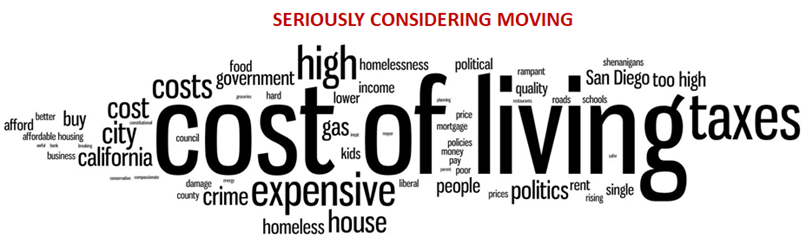 SERIOUSLY CONSIDERING MOVING
high
homelessness
political
shenanigans
food
government
rampant
San Diego
too high
costs
groceries
hard
lower
income
quality
better
afford
buy
cost
constitutional
planning
restaurants
roads
schools
taxes
city
council
cost of living
gas
inept
mayor
price
mortgage
affordable housing
awful
bank
breaking
business
california
kids
policies
money
pay
safer
conservative
compassionate
damage
energy
parent
poor
county
crime
expensive
liberal
people
prices
politics
rent
rising
single
homeless
house